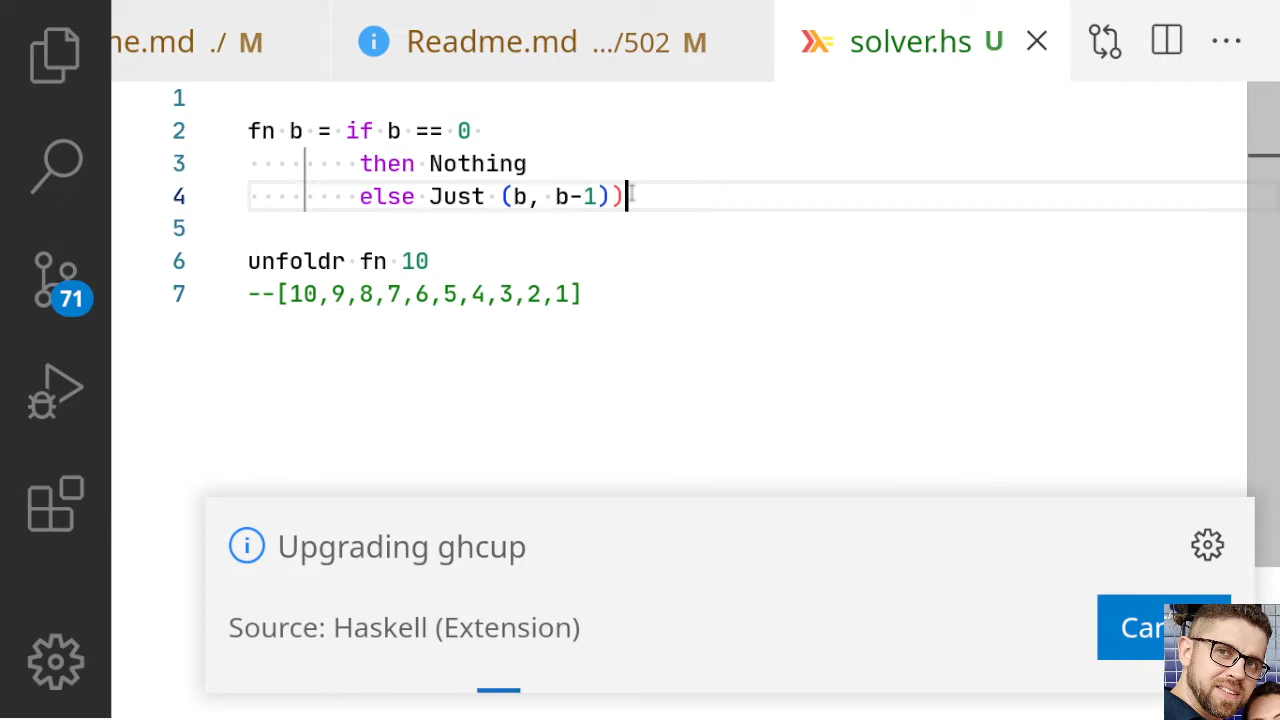 ne.md ./ M
Readme.md .../502 M
solver.hs U
1
2 fn b = if b == 0
3 then Nothing
4 else Just (b, b-1))
5
6 unfoldr fn 10
7 --[10,9,8,7,6,5,4,3,2,1]
71
Upgrading ghcup
Source: Haskell (Extension)